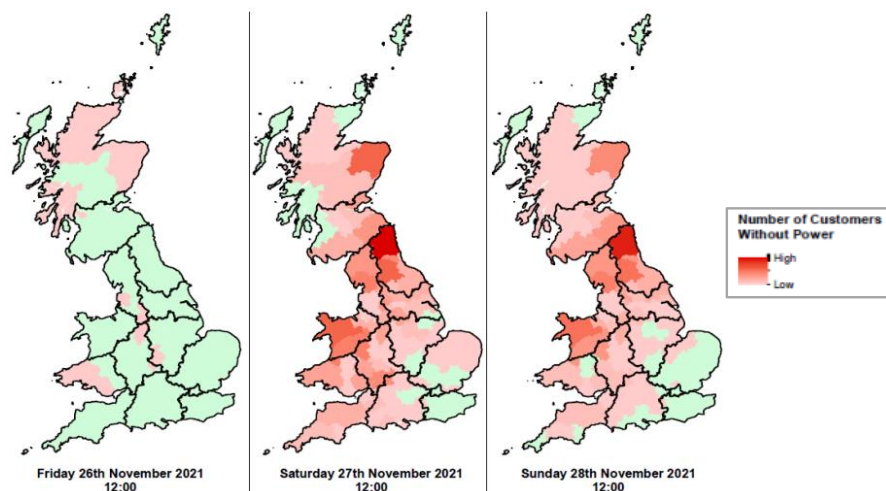 Number of Customers
Without Power
High
Low
Friday 26th November 2021
12:00
Saturday 27th November 2021
12:00
Sunday 28th November 2021
12:00